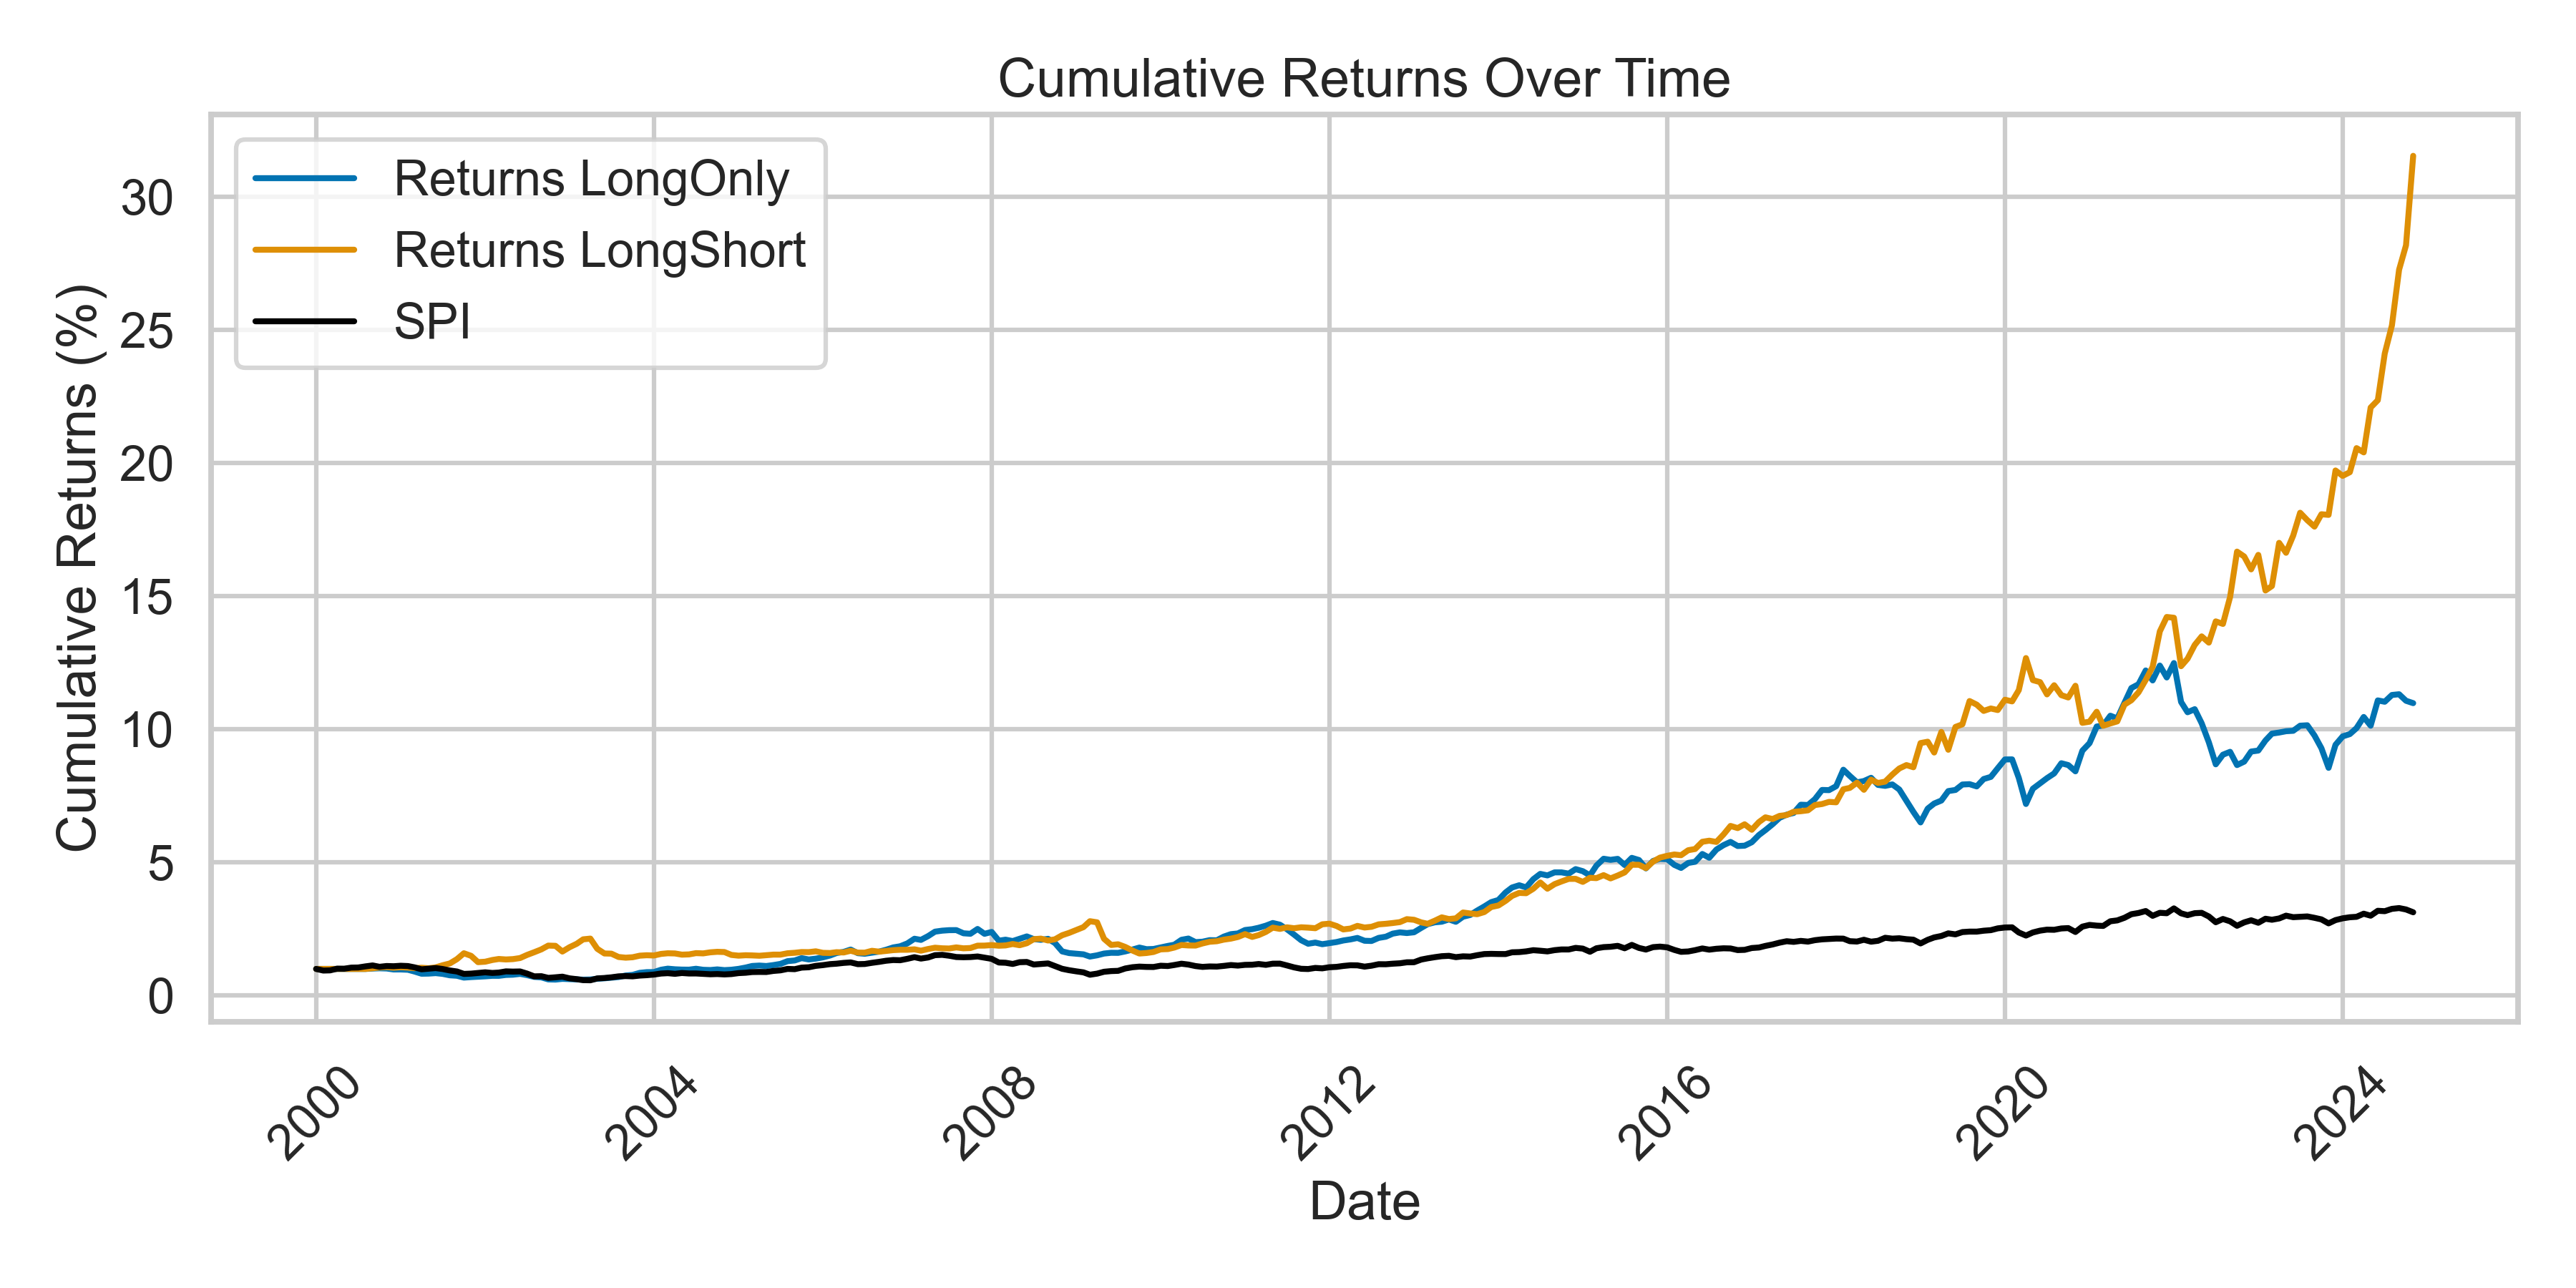 Cumulative Returns Over Time
Returns LongOnly
Returns LongShort
SPI
Cumulative Returns (%)
30
25
20
15
10
5
0
2000
2004
2008
2012
2016
2020
2024
Date